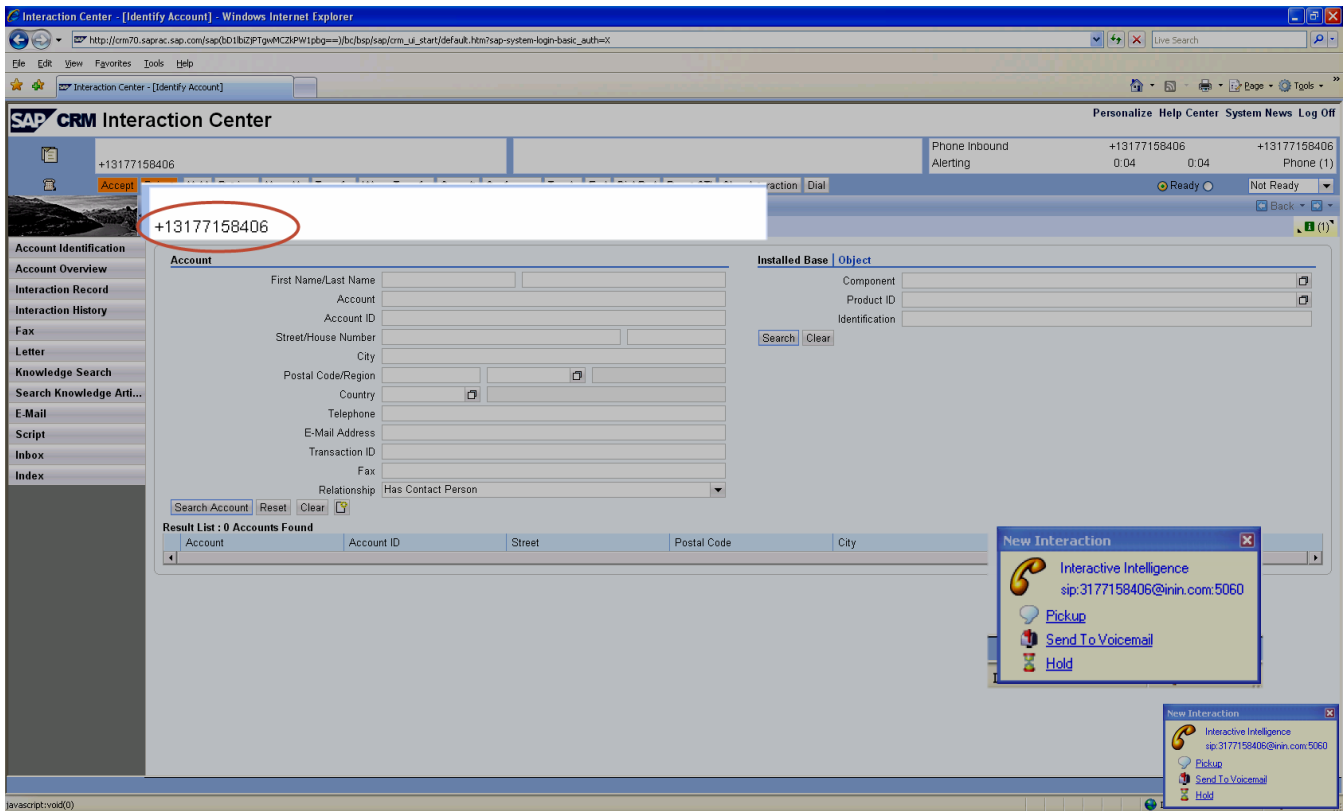 Interaction Center - [Identify Account] - Windows Internet Explorer
http://crm70.saprac.sap.com/sap(bD1lbiZjPTgwMCZkPW1pbg==)/bc/bsp/sap/crm_ui_start/default.htm?sap-system-login-basic_auth=X
Live Search
File Edit View Favorites Tools Help
Interaction Center - [Identify Account]
Page Tools
SAP CRM Interaction Center
Personalize Help Center System News Log Off
Phone Inbound +13177158406 +13177158406
+13177158406 Alerting 0:04 0:04 Phone (1)
Accept Dial
Ready Not Ready
Back
+13177158406
(1)
Account Identification
Account Overview
Interaction Record
Interaction History
Fax
Letter
Knowledge Search
Search Knowledge Arti...
E-Mail
Script
Inbox
Index
Account
First Name/Last Name
Account
Account ID
Street/House Number
City
Postal Code/Region
Country
Telephone
E-Mail Address
Transaction ID
Fax
Relationship Has Contact Person
Search Account Reset Clear
Installed Base Object
Component
Product ID
Identification
Search Clear
Result List : 0 Accounts Found
Account Account ID Street Postal Code City
New Interaction
Interactive Intelligence
sip:3177158406@inin.com:5060
Pickup
Send To Voicemail
Hold
New Interaction
Interactive Intelligence
sip:3177158406@inin.com:5060
Pickup
Send To Voicemail
Hold
javascript:void(0)